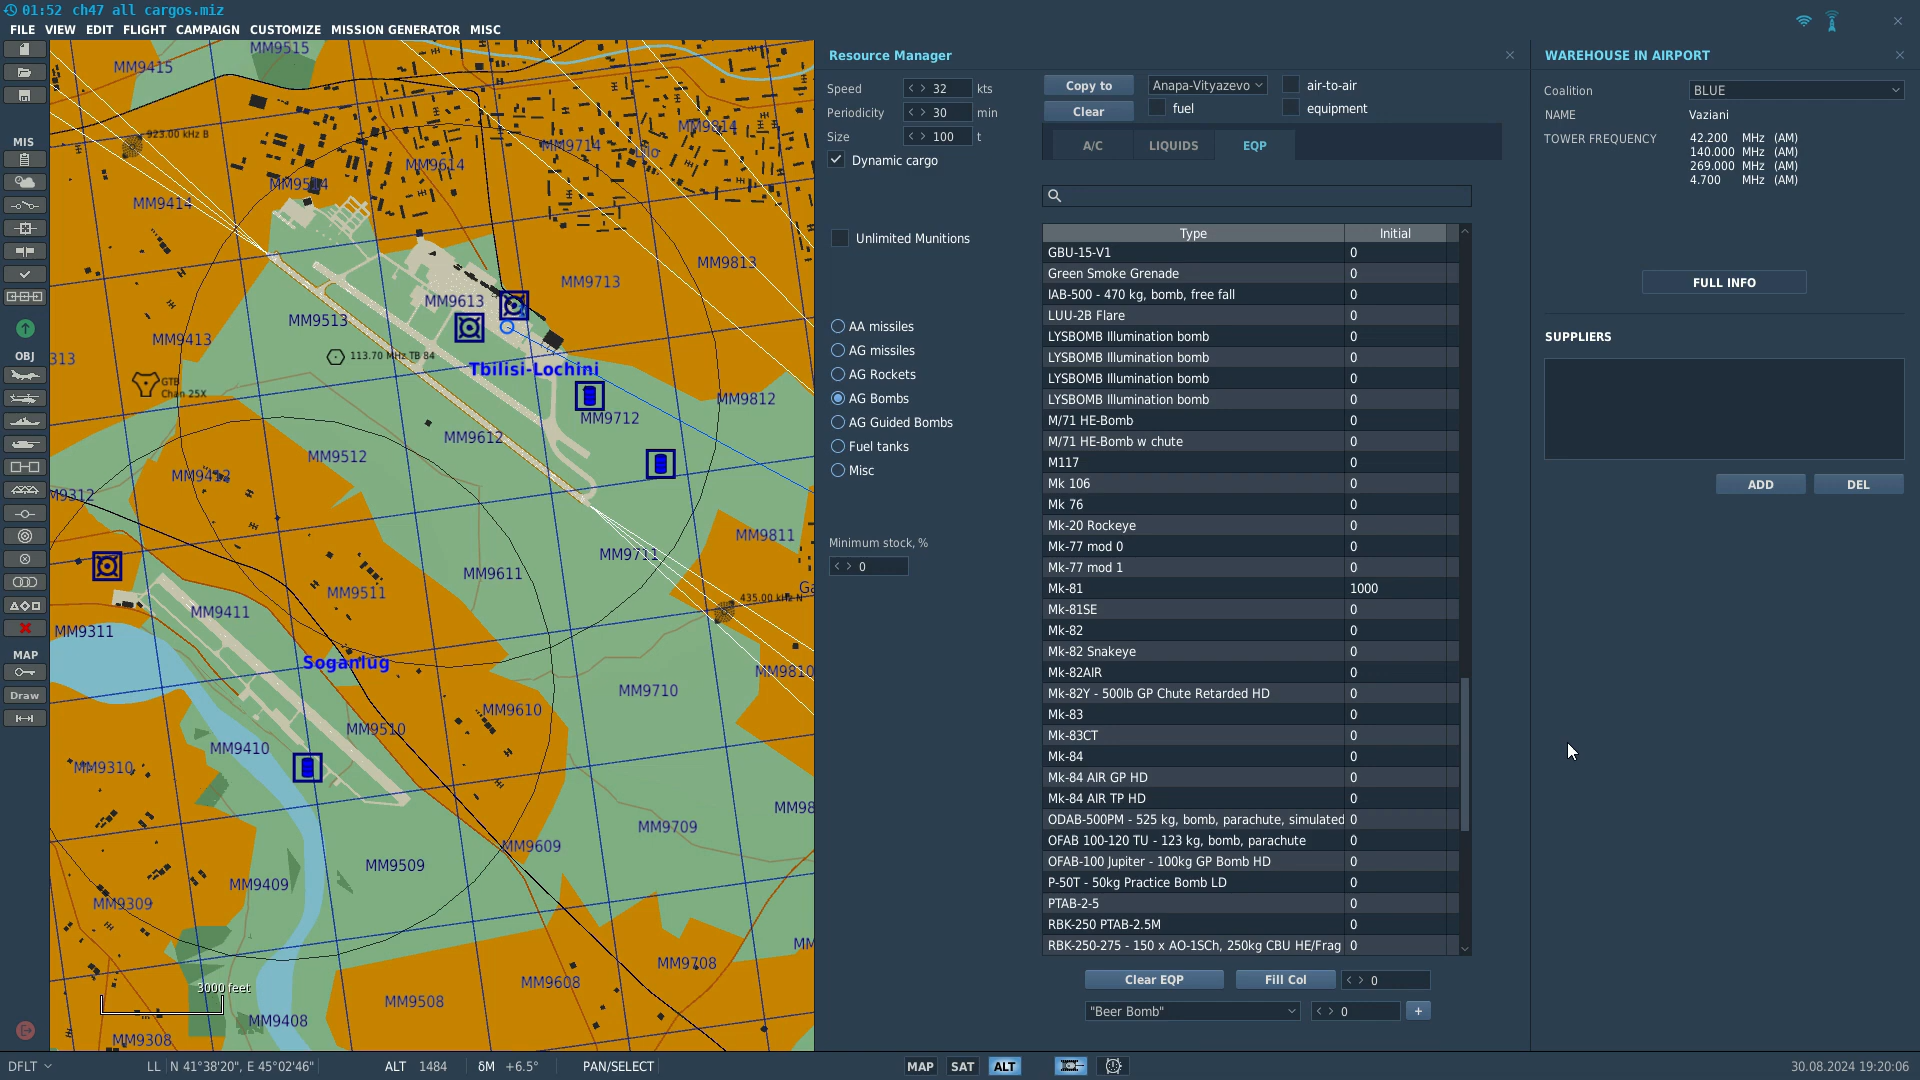 01:52 ch47 all cargos.miz
FILE VIEW EDIT FLIGHT CAMPAIGN CUSTOMIZE MISSION GENERATOR MISC
MIS
OBJ
MAP
Draw
MM9515
MM9415
923.00 kHz B
MM9814
MM9714
Lilo
MM9614
MM9514
MM9414
MM9813
MM9713
MM9613
MM9513
MM9413
313
113.70 MHz TB 84
Tbilisi-Lochini
GTB
Chan 25X
MM9812
MM9712
MM9612
MM9512
MM9412
M9312
MM9811
MM9711
MM9611
MM9511
435.00 kHz N
Ga
MM9411
MM9311
Soganlug
MM9810
MM9710
MM9610
MM9510
MM9410
MM9310
MM98
MM9709
MM9609
MM9509
MM9409
MM9309
MM
MM9708
MM9608
MM9508
MM9408
MM9308
3000 feet
Resource Manager
Speed 32 kts
Periodicity 30 min
Size 100 t
Dynamic cargo
Unlimited Munitions
AA missiles
AG missiles
AG Rockets
AG Bombs
AG Guided Bombs
Fuel tanks
Misc
Minimum stock, %
0
Copy to Anapa-Vityazevo air-to-air
Clear fuel equipment
A/C LIQUIDS EQP
Type Initial
GBU-15-V1 0
Green Smoke Grenade 0
IAB-500 - 470 kg, bomb, free fall 0
LUU-2B Flare 0
LYSBOMB Illumination bomb 0
LYSBOMB Illumination bomb 0
LYSBOMB Illumination bomb 0
LYSBOMB Illumination bomb 0
M/71 HE-Bomb 0
M/71 HE-Bomb w chute 0
M117 0
Mk 106 0
Mk 76 0
Mk-20 Rockeye 0
Mk-77 mod 0 0
Mk-77 mod 1 0
Mk-81 1000
Mk-81SE 0
Mk-82 0
Mk-82 Snakeye 0
Mk-82AIR 0
Mk-82Y - 500lb GP Chute Retarded HD 0
Mk-83 0
Mk-83CT 0
Mk-84 0
Mk-84 AIR GP HD 0
Mk-84 AIR TP HD 0
ODAB-500PM - 525 kg, bomb, parachute, simulated 0
OFAB 100-120 TU - 123 kg, bomb, parachute 0
OFAB-100 Jupiter - 100kg GP Bomb HD 0
P-50T - 50kg Practice Bomb LD 0
PTAB-2-5 0
RBK-250 PTAB-2.5M 0
RBK-250-275 - 150 x AO-1SCh, 250kg CBU HE/Frag 0
Clear EQP Fill Col 0
"Beer Bomb" 0 +
WAREHOUSE IN AIRPORT
Coalition BLUE
NAME Vaziani
TOWER FREQUENCY 42.200 MHz (AM)
140.000 MHz (AM)
269.000 MHz (AM)
4.700 MHz (AM)
FULL INFO
SUPPLIERS
ADD DEL
DFLT LL N 41°38'20", E 45°02'46" ALT 1484 δM +6.5° PAN/SELECT MAP SAT ALT 30.08.2024 19:20:06